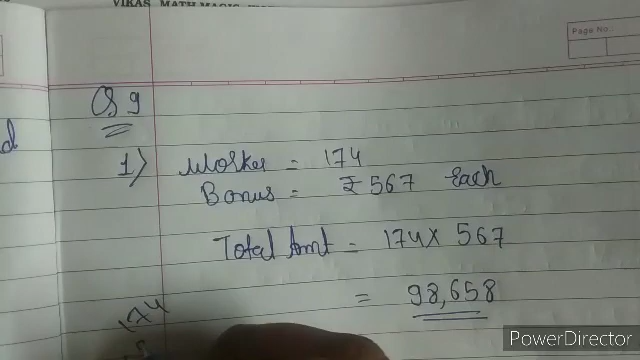 VIKAS MATH MAGIC
Page No.
d
Q 9
1) Worker = 174
Bonus = ₹ 567 Each
Total Amt = 174 × 567
= 98,658
174
PowerDirector